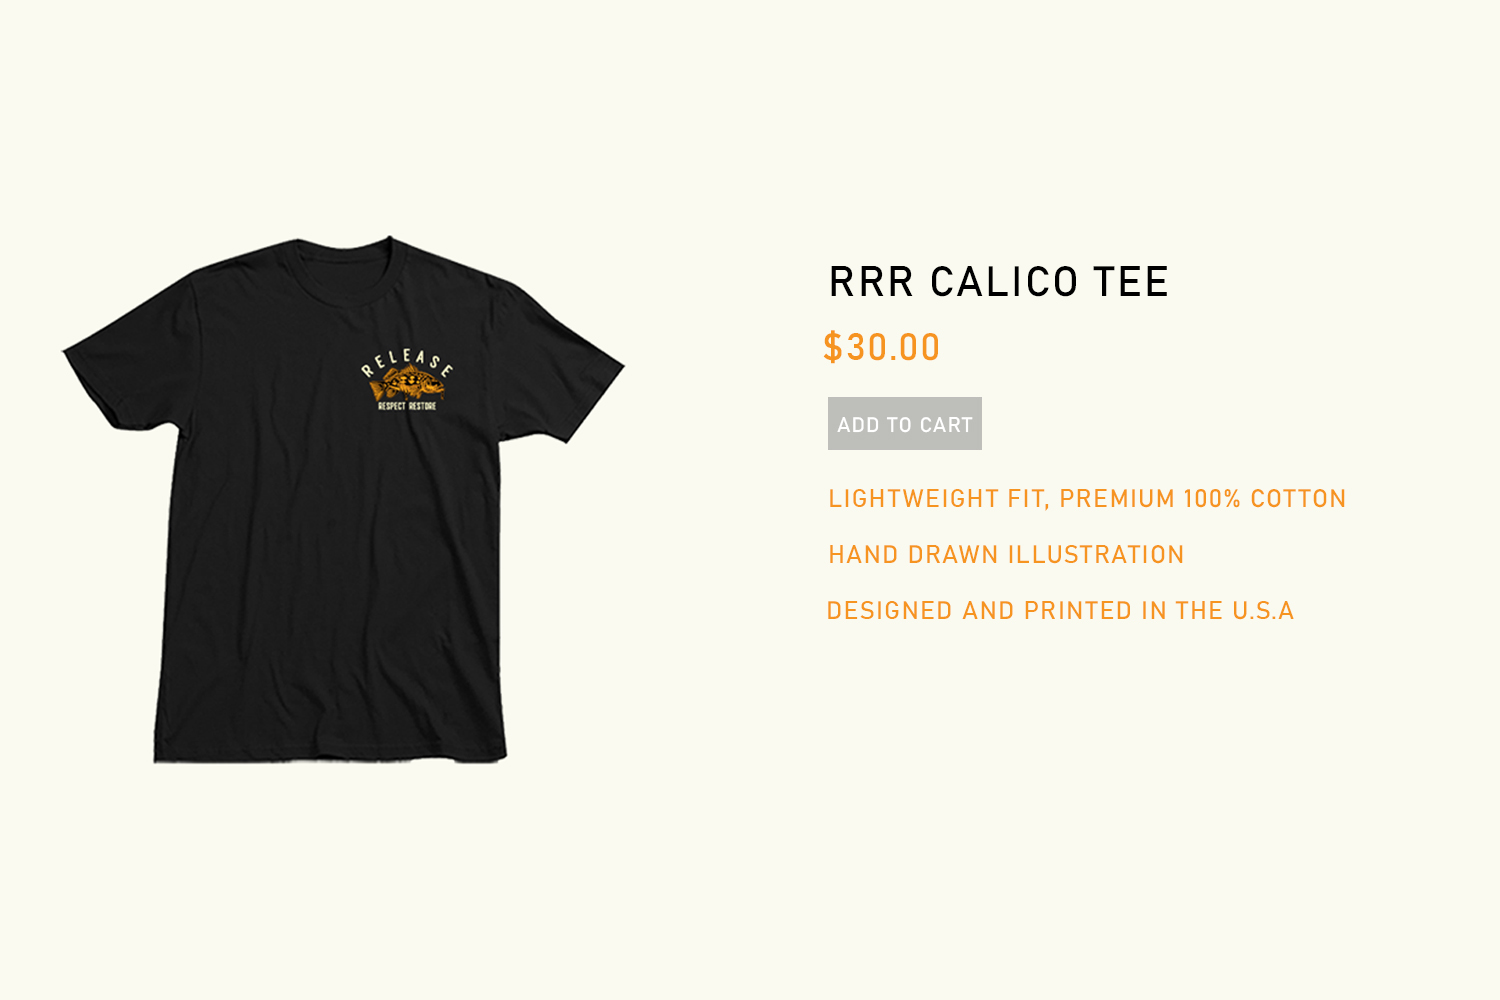 RELEASE
RESPECT RESTORE
RRR CALICO TEE
$30.00
ADD TO CART
LIGHTWEIGHT FIT, PREMIUM 100% COTTON
HAND DRAWN ILLUSTRATION
DESIGNED AND PRINTED IN THE U.S.A